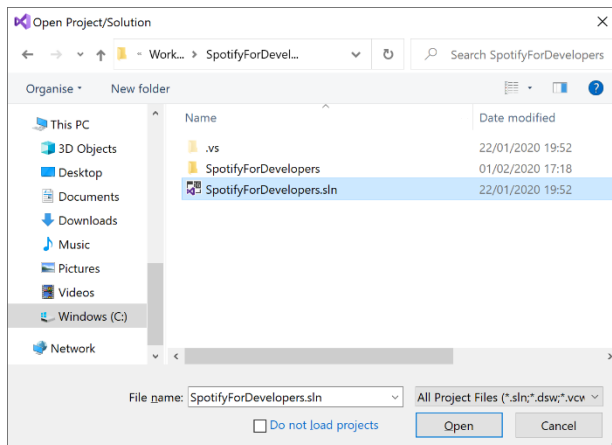 Open Project/Solution
« Work... › SpotifyForDevel...
Search SpotifyForDevelopers
Organise
New folder
?
This PC
3D Objects
Desktop
Documents
Downloads
Music
Pictures
Videos
Windows (C:)
Network
Name
Date modified
.vs
22/01/2020 19:52
SpotifyForDevelopers
01/02/2020 17:18
SpotifyForDevelopers.sln
22/01/2020 19:52
File name: SpotifyForDevelopers.sln
All Project Files (*.sln;*.dsw;*.vcw
Do not load projects
Open
Cancel